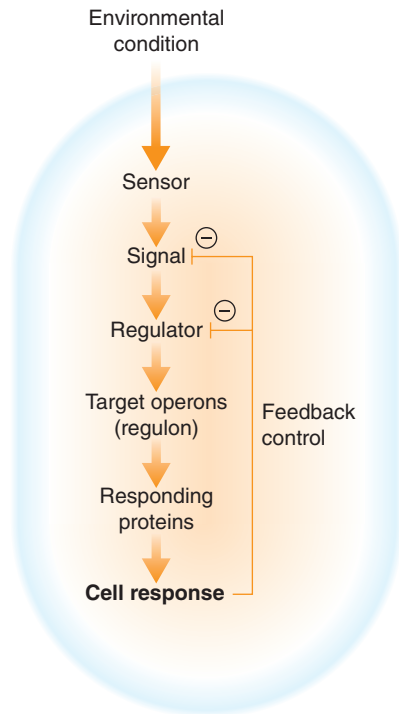 Environmental
condition
Sensor
Signal
Regulator
Target operons
(regulon)
Feedback
control
Responding
proteins
Cell response